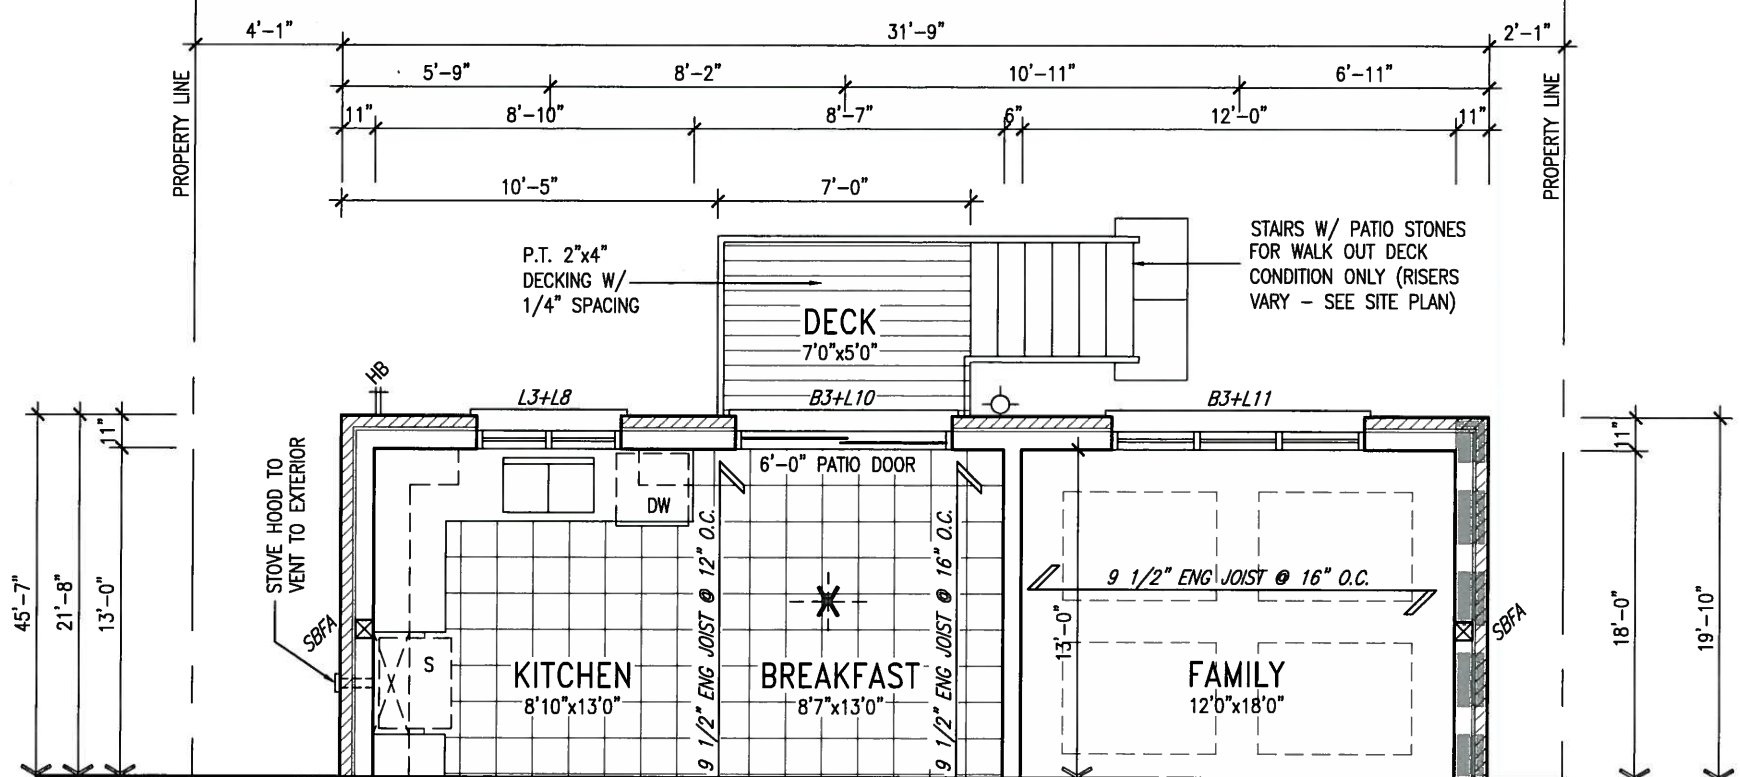 4'-1"
31'-9"
2'-1"
5'-9"
8'-2"
10'-11"
6'-11"
11"
8'-10"
8'-7"
6"
12'-0"
11"
10'-5"
7'-0"
PROPERTY LINE
PROPERTY LINE
P.T. 2"x4"
DECKING W/
1/4" SPACING
STAIRS W/ PATIO STONES
FOR WALK OUT DECK
CONDITION ONLY (RISERS
VARY - SEE SITE PLAN)
DECK
7'0"x5'0"
HB
L3+L8
B3+L10
B3+L11
11"
11"
STOVE HOOD TO
VENT TO EXTERIOR
6'-0" PATIO DOOR
DW
9 1/2" ENG JOIST @ 12" O.C.
9 1/2" ENG JOIST @ 16" O.C.
9 1/2" ENG JOIST @ 16" O.C.
45'-7"
21'-8"
13'-0"
SBFA
13'-0"
SBFA
18'-0"
19'-10"
S
KITCHEN
8'10"x13'0"
BREAKFAST
8'7"x13'0"
FAMILY
12'0"x18'0"